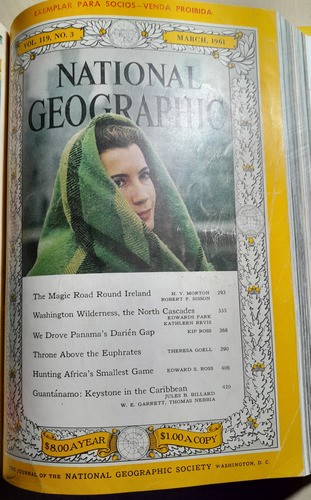 EXEMPLAR PARA SOCIOS-VENDA PROIBIDA
VOL. 119, NO. 3 MARCH, 1961
NATIONAL
GEOGRAPHIC
The Magic Road Round Ireland H. V. MORTON 293
ROBERT F. SISSON
Washington Wilderness, the North Cascades 335
EDWARDS PARK
KATHLEEN REVIS
We Drove Panama's Darién Gap KIP ROSS 368
Throne Above the Euphrates THERESA GOELL 390
Hunting Africa's Smallest Game EDWARD S. ROSS 406
Guantánamo: Keystone in the Caribbean 420
JULES B. BILLARD
W. E. GARRETT, THOMAS NEBBIA
$8.00 A YEAR $1.00 A COPY
THE JOURNAL OF THE NATIONAL GEOGRAPHIC SOCIETY WASHINGTON, D. C.